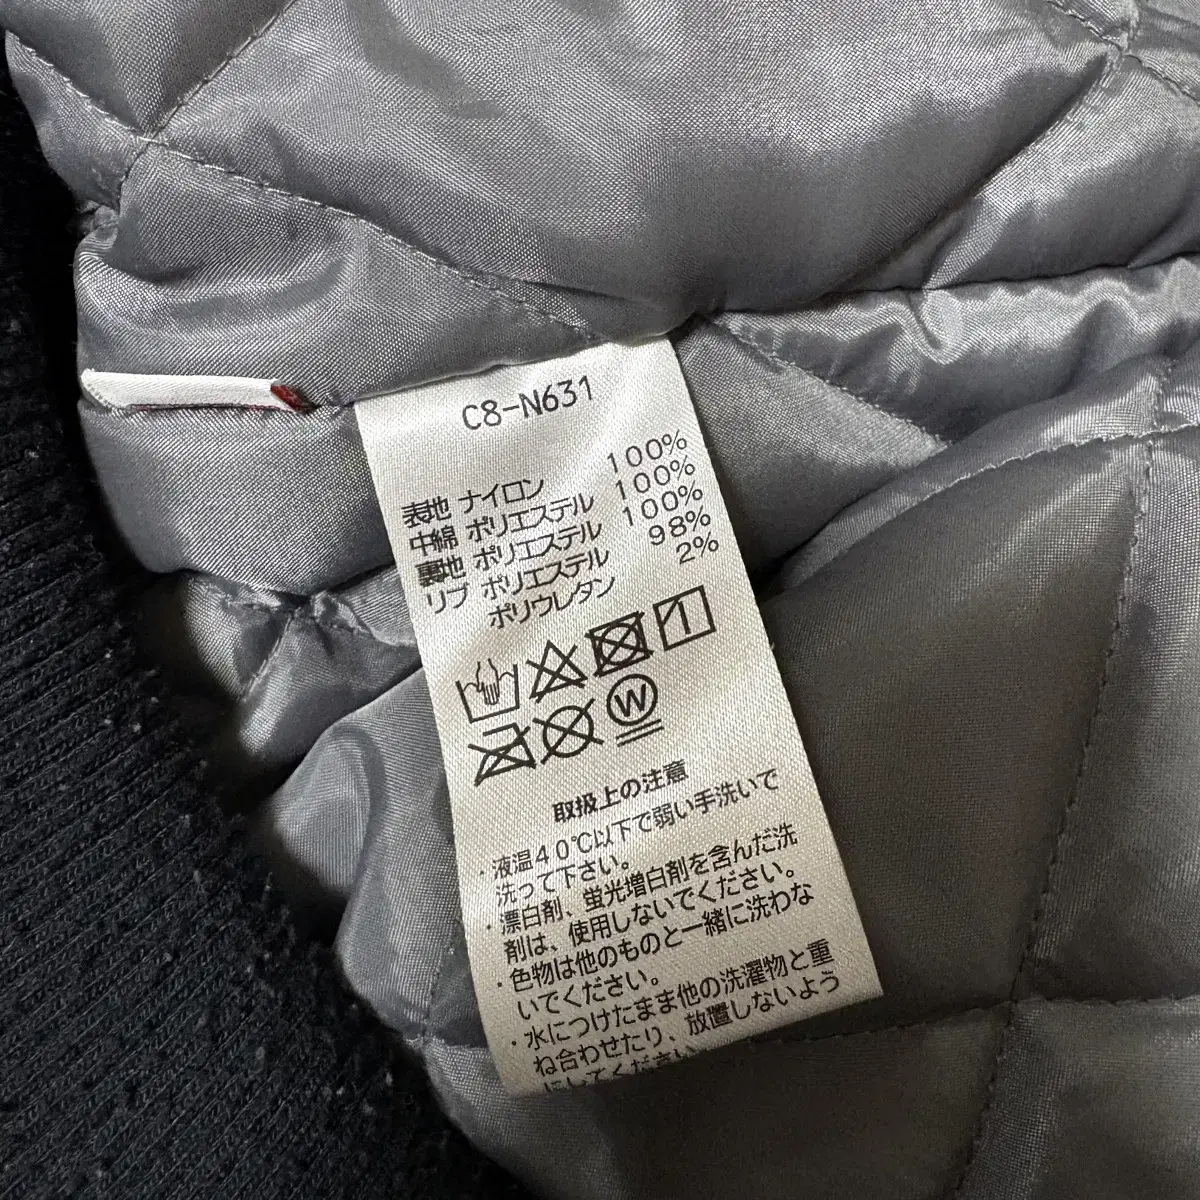 C8-N631
表地 ナイロン 100%
中綿 ポリエステル 100%
裏地 ポリエステル 100%
リブ ポリエステル 98%
ポリウレタン 2%
W
取扱上の注意
・液温40℃以下で弱い手洗いで
洗って下さい。
・漂白剤、蛍光増白剤を含んだ洗
剤は、使用しないでください。
・色物は他のものと一緒に洗わな
いでください。
・水につけたまま他の洗濯物と重
ね合わせたり、放置しないよう
にしてください